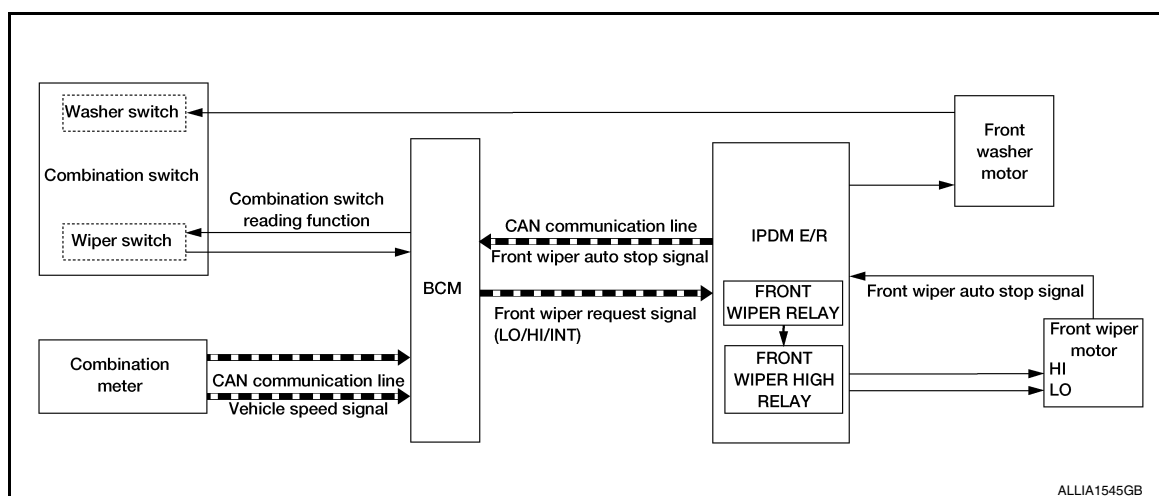 Washer switch
Combination switch
Wiper switch
Combination switch
reading function
CAN communication line
Front wiper auto stop signal
BCM
Front wiper request signal
(LO/HI/INT)
Combination
meter
CAN communication line
Vehicle speed signal
IPDM E/R
FRONT
WIPER RELAY
FRONT
WIPER HIGH
RELAY
Front
washer
motor
Front wiper auto stop signal
Front wiper
motor
HI
LO
ALLIA1545GB